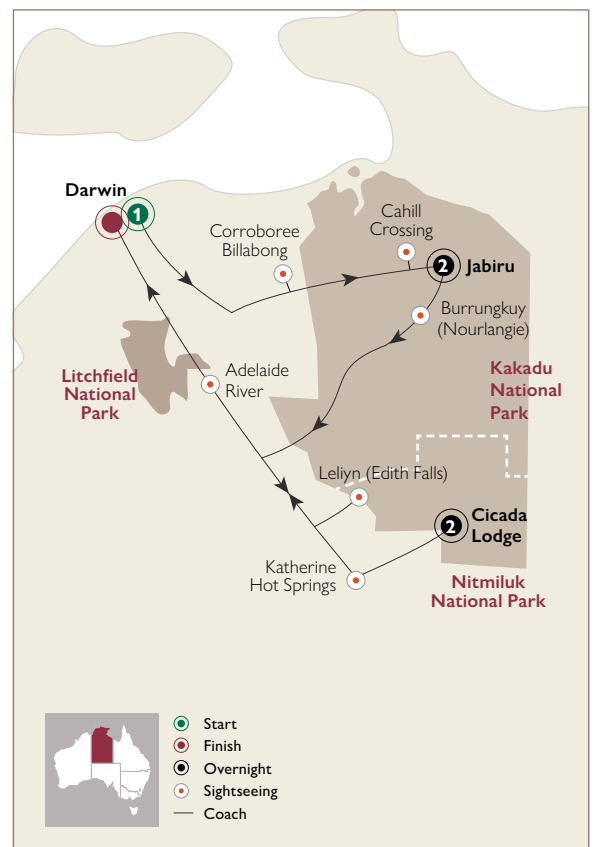 Darwin
1
Corroboree
Billabong
Cahill
Crossing
2
Jabiru
Burrungkuy
(Nourlangie)
Litchfield
National
Park
Adelaide
River
Kakadu
National
Park
Leliyn (Edith Falls)
2
Cicada
Lodge
Katherine
Hot Springs
Nitmiluk
National Park
Start
Finish
Overnight
Sightseeing
Coach